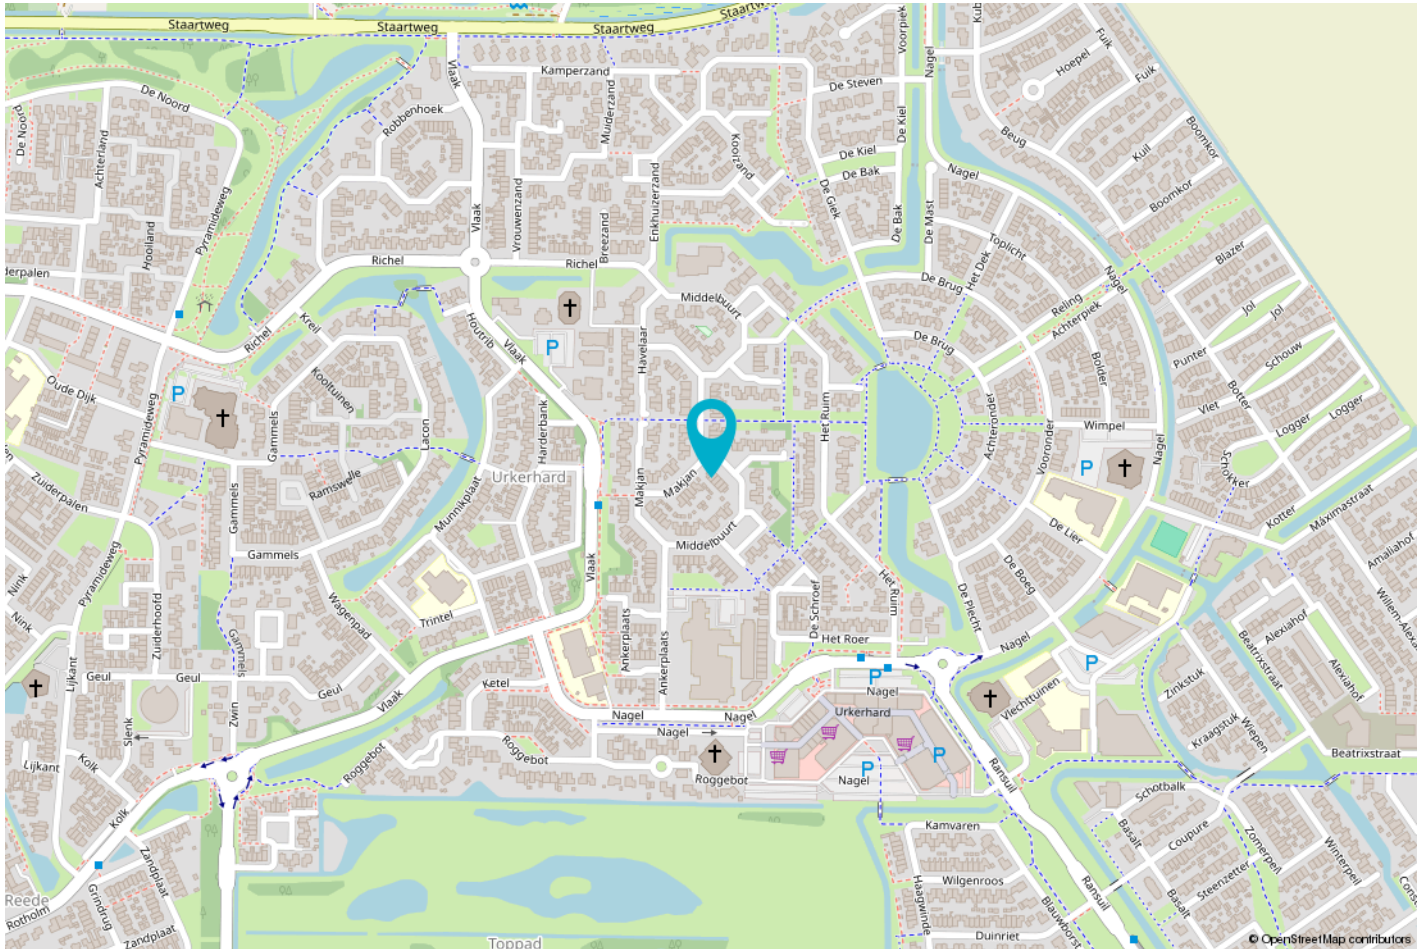 Staartweg
Staartweg
Staartweg
Staartweg
Kamperzand
Vlaak
Robbenhoek
Muiderzand
De Noord
De Noord
Achterland
Hooiland
Pyramideweg
Vlaak
Vrouwenzand
Breezand
Enkhuizerzand
Kooizand
De Steven
Voorpiek
Nagel
De Kiel
De Kiel
De Bak
De Bak
De Giek
De Mast
Nagel
Hoepel
Fuik
Fuik
Beug
Boomkor
Kuil
Boomkor
Toplicht
Het Dek
De Brug
De Brug
Reling
Achterpiek
Nagel
Blazer
Jol
Jol
Schouw
Punter
Botter
Vlet
Logger
Logger
Bolder
Wimpel
Nagel
Schokker
Kotter
Máximastraat
Amaliahof
Richel
Richel
Richel
Middelbuurt
Havelaar
Houtrib
Vlaak
P
Kreil
Kooltuinen
Lacon
Gammels
Oude Dijk
P
Pyramideweg
Zuiderpalen
Ramswelle
Gammels
Gammels
Munnikplaat
Harderbank
Urkerhard
Makjan
Makjan
Het Ruim
Achteronder
Vooronder
P
De Lier
De Boeg
Middelbuurt
Vlaak
Nink
Nink
Pyramideweg
Zuiderhoofd
Gammels
Wagenpad
Trintel
Ankerplaats
Ankerplaats
De Schroef
Het Ruim
Het Roer
De Plecht
Nagel
Beatrixstraat
Alexiahof
Alexiahof
Lijkant
Geul
Geul
Geul
Vlaak
Zwin
Slenk
Ketel
Nagel
Nagel
Nagel
P
Nagel
Urkerhard
P
Vlechttuinen
Zinkstuk
Kraagstuk
Wiepen
Beatrixstraat
Lijkant
Kolk
Kolk
Roggebot
Roggebot
Roggebot
Nagel
P
P
Ransuil
Schotbalk
Basalt
Coupure
Zomerpeil
Winterpeil
Steenzetter
Basalt
Kamvaren
Wilgenroos
Haagwinde
Duinriet
Blauwborst
Ransuil
Zandplaat
Grindrug
Zandplaat
Reede
Rotholm
Toppad
© OpenStreetMap contributors